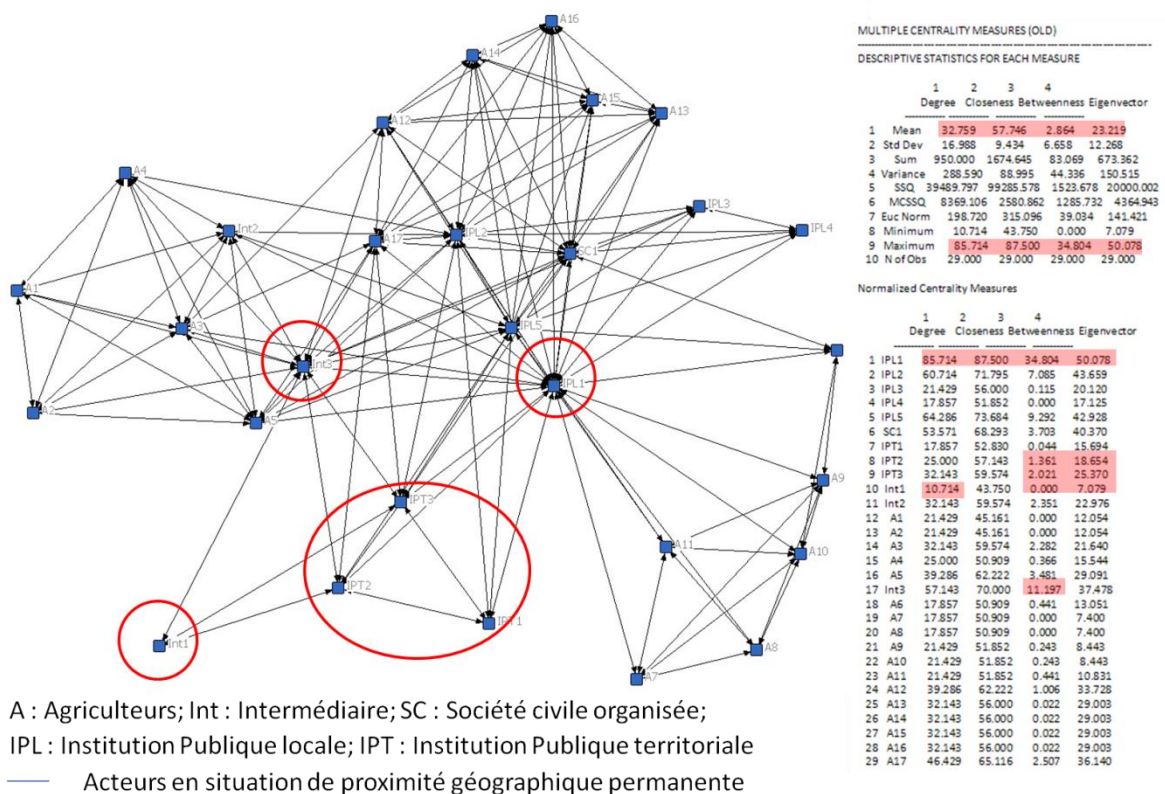 A16
A14
A15
A13
A12
A4
IPL3
IPL4
Int2
A17
IPL2
SC1
A1
A3
IPL5
Int3
IPL1
A2
A5
A9
IPT3
A11
A10
IPT2
IPT1
Int1
A8
A7
A : Agriculteurs; Int : Intermédiaire; SC : Société civile organisée;
IPL : Institution Publique locale; IPT : Institution Publique territoriale
Acteurs en situation de proximité géographique permanente
MULTIPLE CENTRALITY MEASURES (OLD)
DESCRIPTIVE STATISTICS FOR EACH MEASURE
1 2 3 4
Degree Closeness Betweenness Eigenvector
1 Mean 32.759 57.746 2.864 23.219
2 Std Dev 16.988 9.434 6.658 12.268
3 Sum 950.000 1674.645 83.069 673.362
4 Variance 288.590 88.995 44.336 150.515
5 SSQ 39489.797 99285.578 1523.678 20000.002
6 MCSSQ 8369.106 2580.862 1285.732 4364.943
7 Euc Norm 198.720 315.096 39.034 141.421
8 Minimum 10.714 43.750 0.000 7.079
9 Maximum 85.714 87.500 34.804 50.078
10 N of Obs 29.000 29.000 29.000 29.000
Normalized Centrality Measures
1 2 3 4
Degree Closeness Betweenness Eigenvector
1 IPL1 85.714 87.500 34.804 50.078
2 IPL2 60.714 71.795 7.085 43.659
3 IPL3 21.429 56.000 0.115 20.120
4 IPL4 17.857 51.852 0.000 17.125
5 IPL5 64.286 73.684 9.292 42.928
6 SC1 53.571 68.293 3.703 40.370
7 IPT1 17.857 52.830 0.044 15.694
8 IPT2 25.000 57.143 1.361 18.654
9 IPT3 32.143 59.574 2.021 25.370
10 Int1 10.714 43.750 0.000 7.079
11 Int2 32.143 59.574 2.351 22.976
12 A1 21.429 45.161 0.000 12.054
13 A2 21.429 45.161 0.000 12.054
14 A3 32.143 59.574 2.282 21.640
15 A4 25.000 50.909 0.366 15.544
16 A5 39.286 62.222 3.481 29.091
17 Int3 57.143 70.000 11.197 37.478
18 A6 17.857 50.909 0.441 13.051
19 A7 17.857 50.909 0.000 7.400
20 A8 17.857 50.909 0.000 7.400
21 A9 21.429 51.852 0.243 8.443
22 A10 21.429 51.852 0.243 8.443
23 A11 21.429 51.852 0.441 10.831
24 A12 39.286 62.222 1.006 33.728
25 A13 32.143 56.000 0.022 29.003
26 A14 32.143 56.000 0.022 29.003
27 A15 32.143 56.000 0.022 29.003
28 A16 32.143 56.000 0.022 29.003
29 A17 46.429 65.116 2.507 36.140